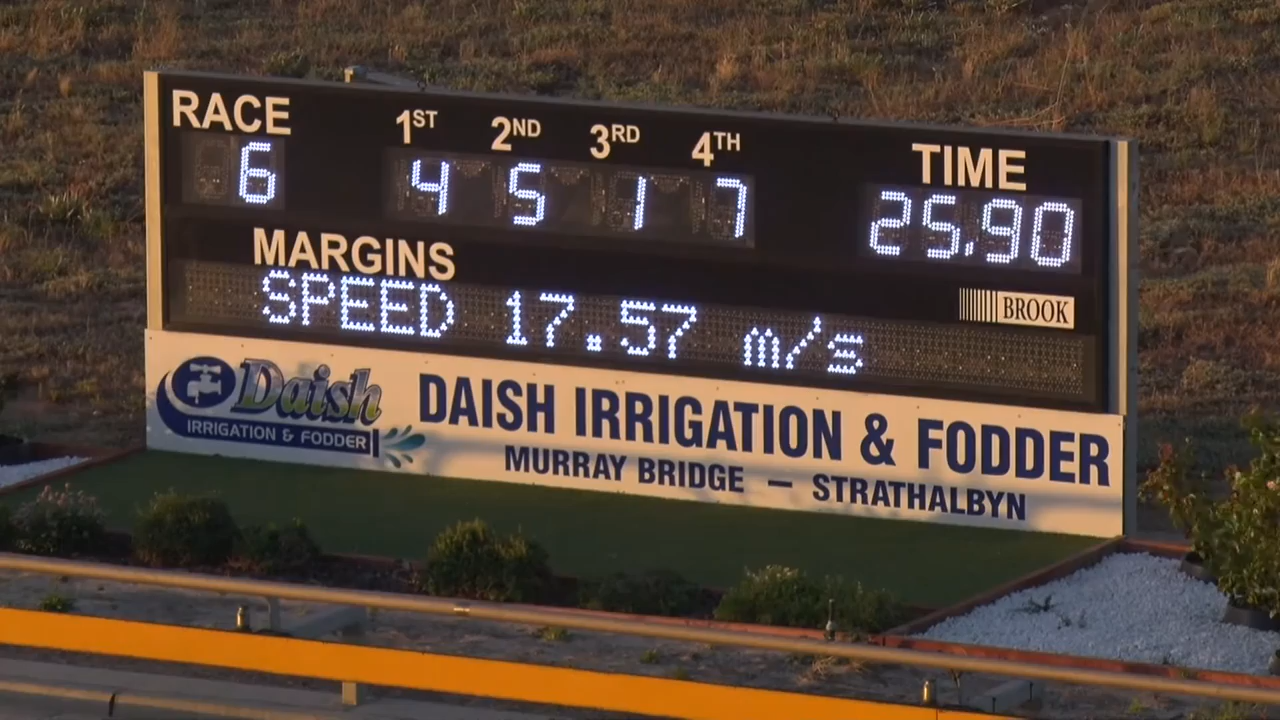 RACE 1ST 2ND 3RD 4TH TIME
6 4 5 1 7 25.90
MARGINS
SPEED 17.57 m/s
BROOK
Daish
IRRIGATION & FODDER
DAISH IRRIGATION & FODDER
MURRAY BRIDGE — STRATHALBYN